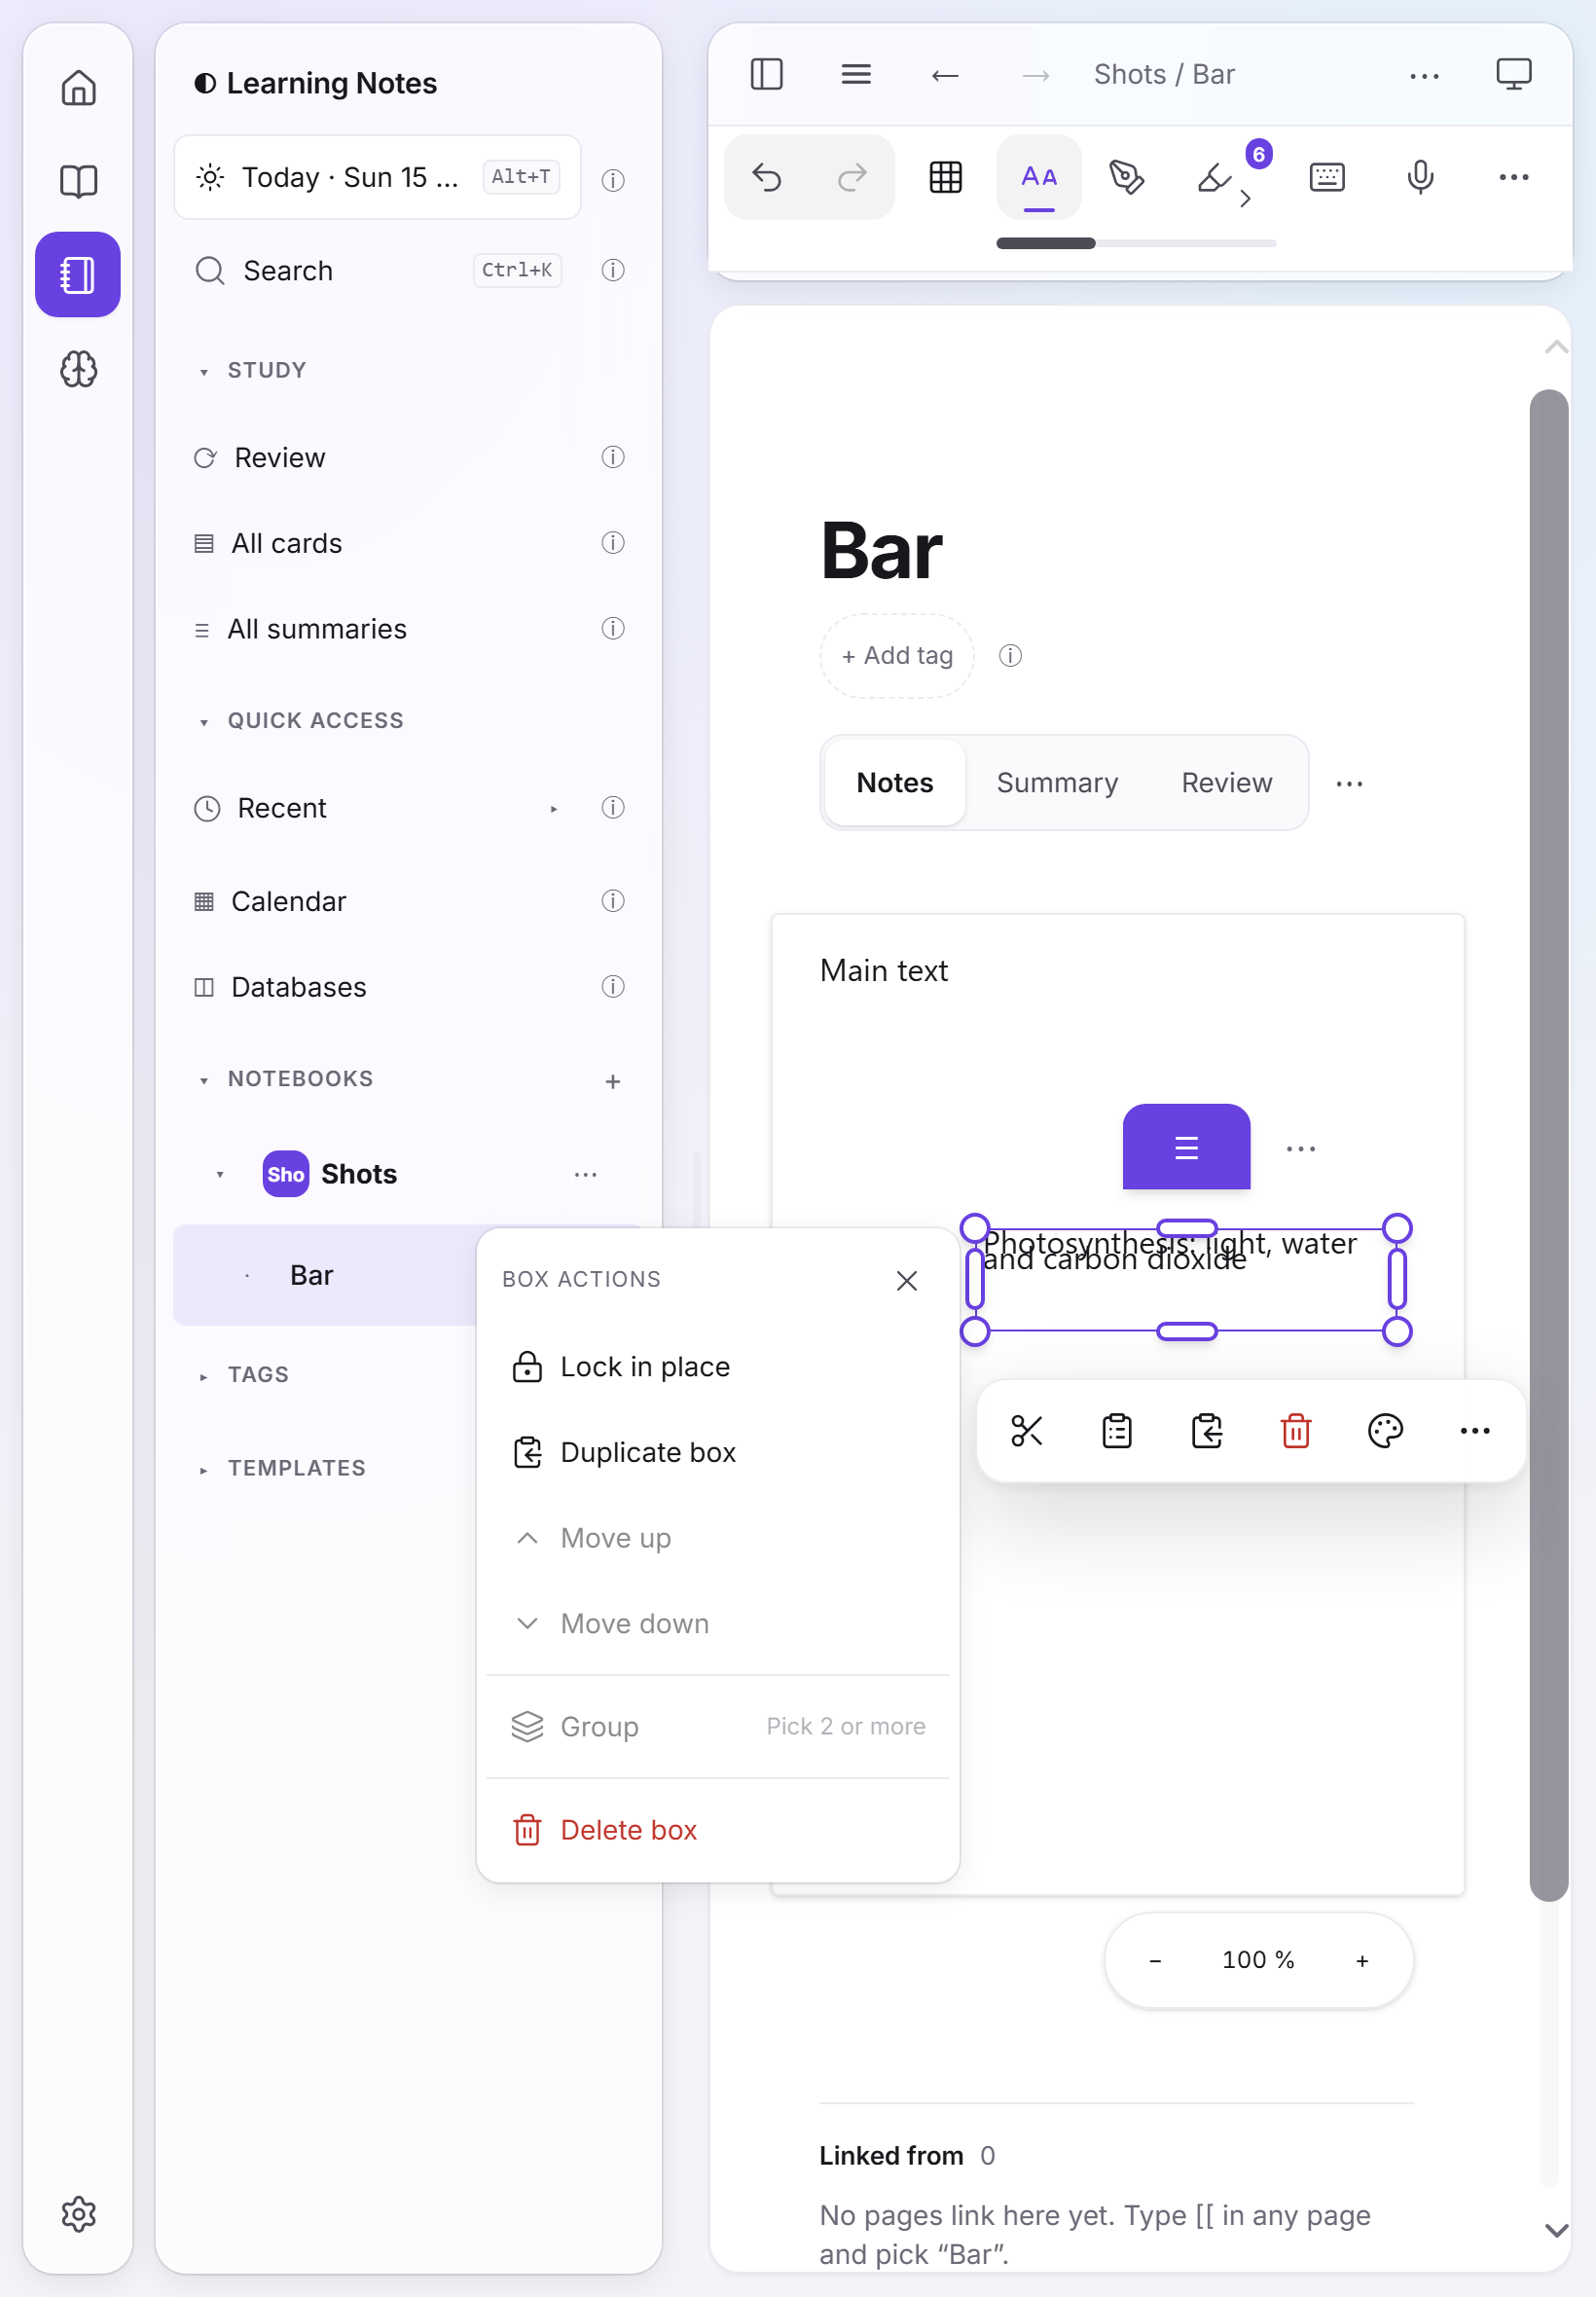 Learning Notes
Today · Sun 15 ... Alt+T
Search Ctrl+K
STUDY
Review
All cards
All summaries
QUICK ACCESS
Recent
Calendar
Databases
NOTEBOOKS +
Sho Shots ...
Bar
TAGS
TEMPLATES
Shots / Bar
6
Bar
+ Add tag
Notes Summary Review
Main text
Photosynthesis: light, water
and carbon dioxide
BOX ACTIONS
Lock in place
Duplicate box
Move up
Move down
Group Pick 2 or more
Delete box
− 100 % +
Linked from 0
No pages link here yet. Type [[ in any page
and pick “Bar”.